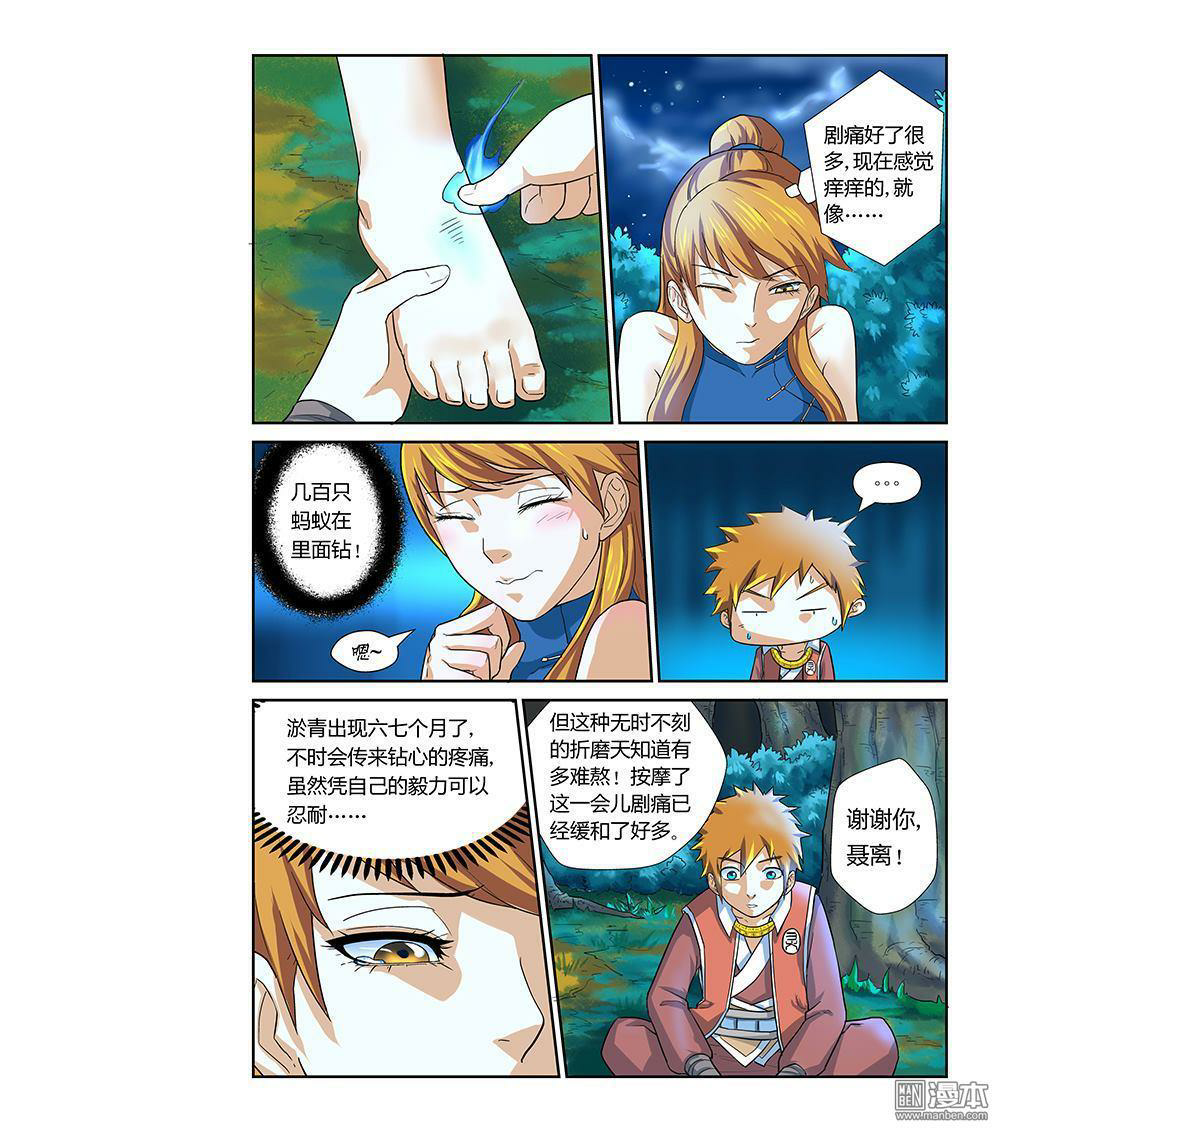 剧痛好了很
多,现在感觉
痒痒的,就
像……
几百只
蚂蚁在
里面钻!
嗯~
...
淤青出现六七个月了,
不时会传来钻心的疼痛,
虽然凭自己的毅力可以
忍耐……
但这种无时不刻
的折磨天知道有
多难熬!按摩了
这一会儿剧痛已
经缓和了好多。
谢谢你,
聂离!
MAN
BEN
漫本
www.manben.com